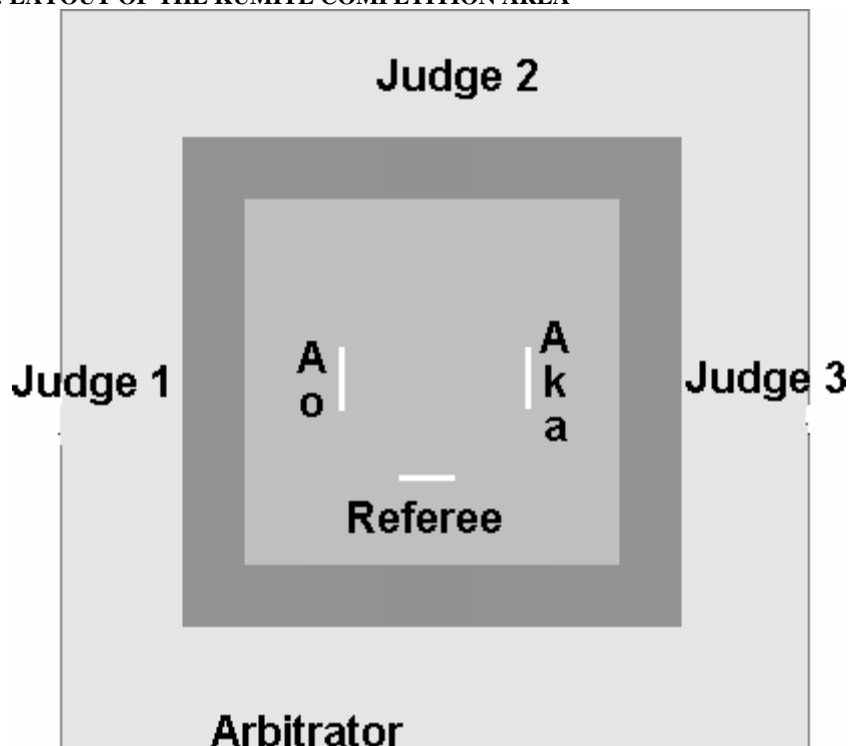 LAYOUT OF THE KUMITE COMPETITION AREA
Judge 2
Judge 1
Ao
Aka
Judge 3
Referee
Arbitrator